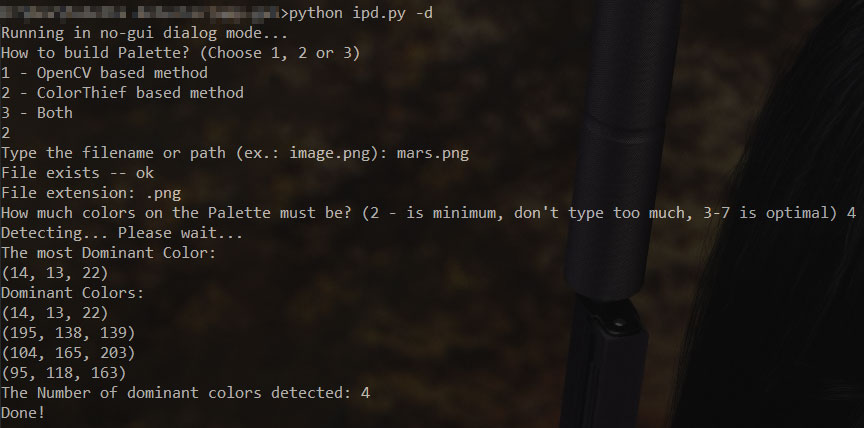 >python ipd.py -d
Running in no-gui dialog mode...
How to build Palette? (Choose 1, 2 or 3)
1 - OpenCV based method
2 - ColorThief based method
3 - Both
2
Type the filename or path (ex.: image.png): mars.png
File exists -- ok
File extension: .png
How much colors on the Palette must be? (2 - is minimum, don't type too much, 3-7 is optimal) 4
Detecting... Please wait...
The most Dominant Color:
(14, 13, 22)
Dominant Colors:
(14, 13, 22)
(195, 138, 139)
(104, 165, 203)
(95, 118, 163)
The Number of dominant colors detected: 4
Done!